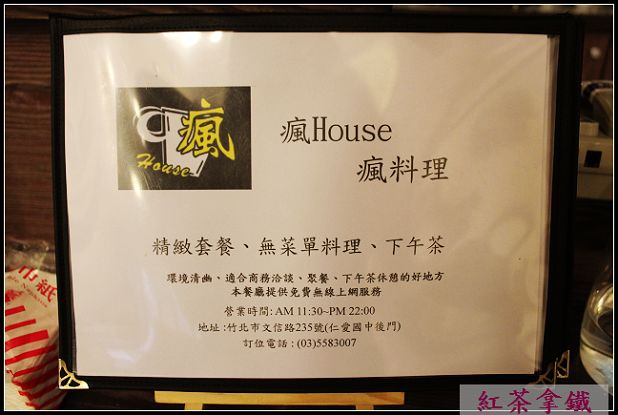 瘋
House
瘋House
瘋料理
精緻套餐、無菜單料理、下午茶
環境清幽、適合商務洽談、聚餐、下午茶休憩的好地方
本餐廳提供免費無線上網服務
營業時間: AM 11:30~PM 22:00
地址 :竹北市文信路235號(仁愛國中後門)
訂位電話 : (03)5583007
巾紙
紅茶拿鐵